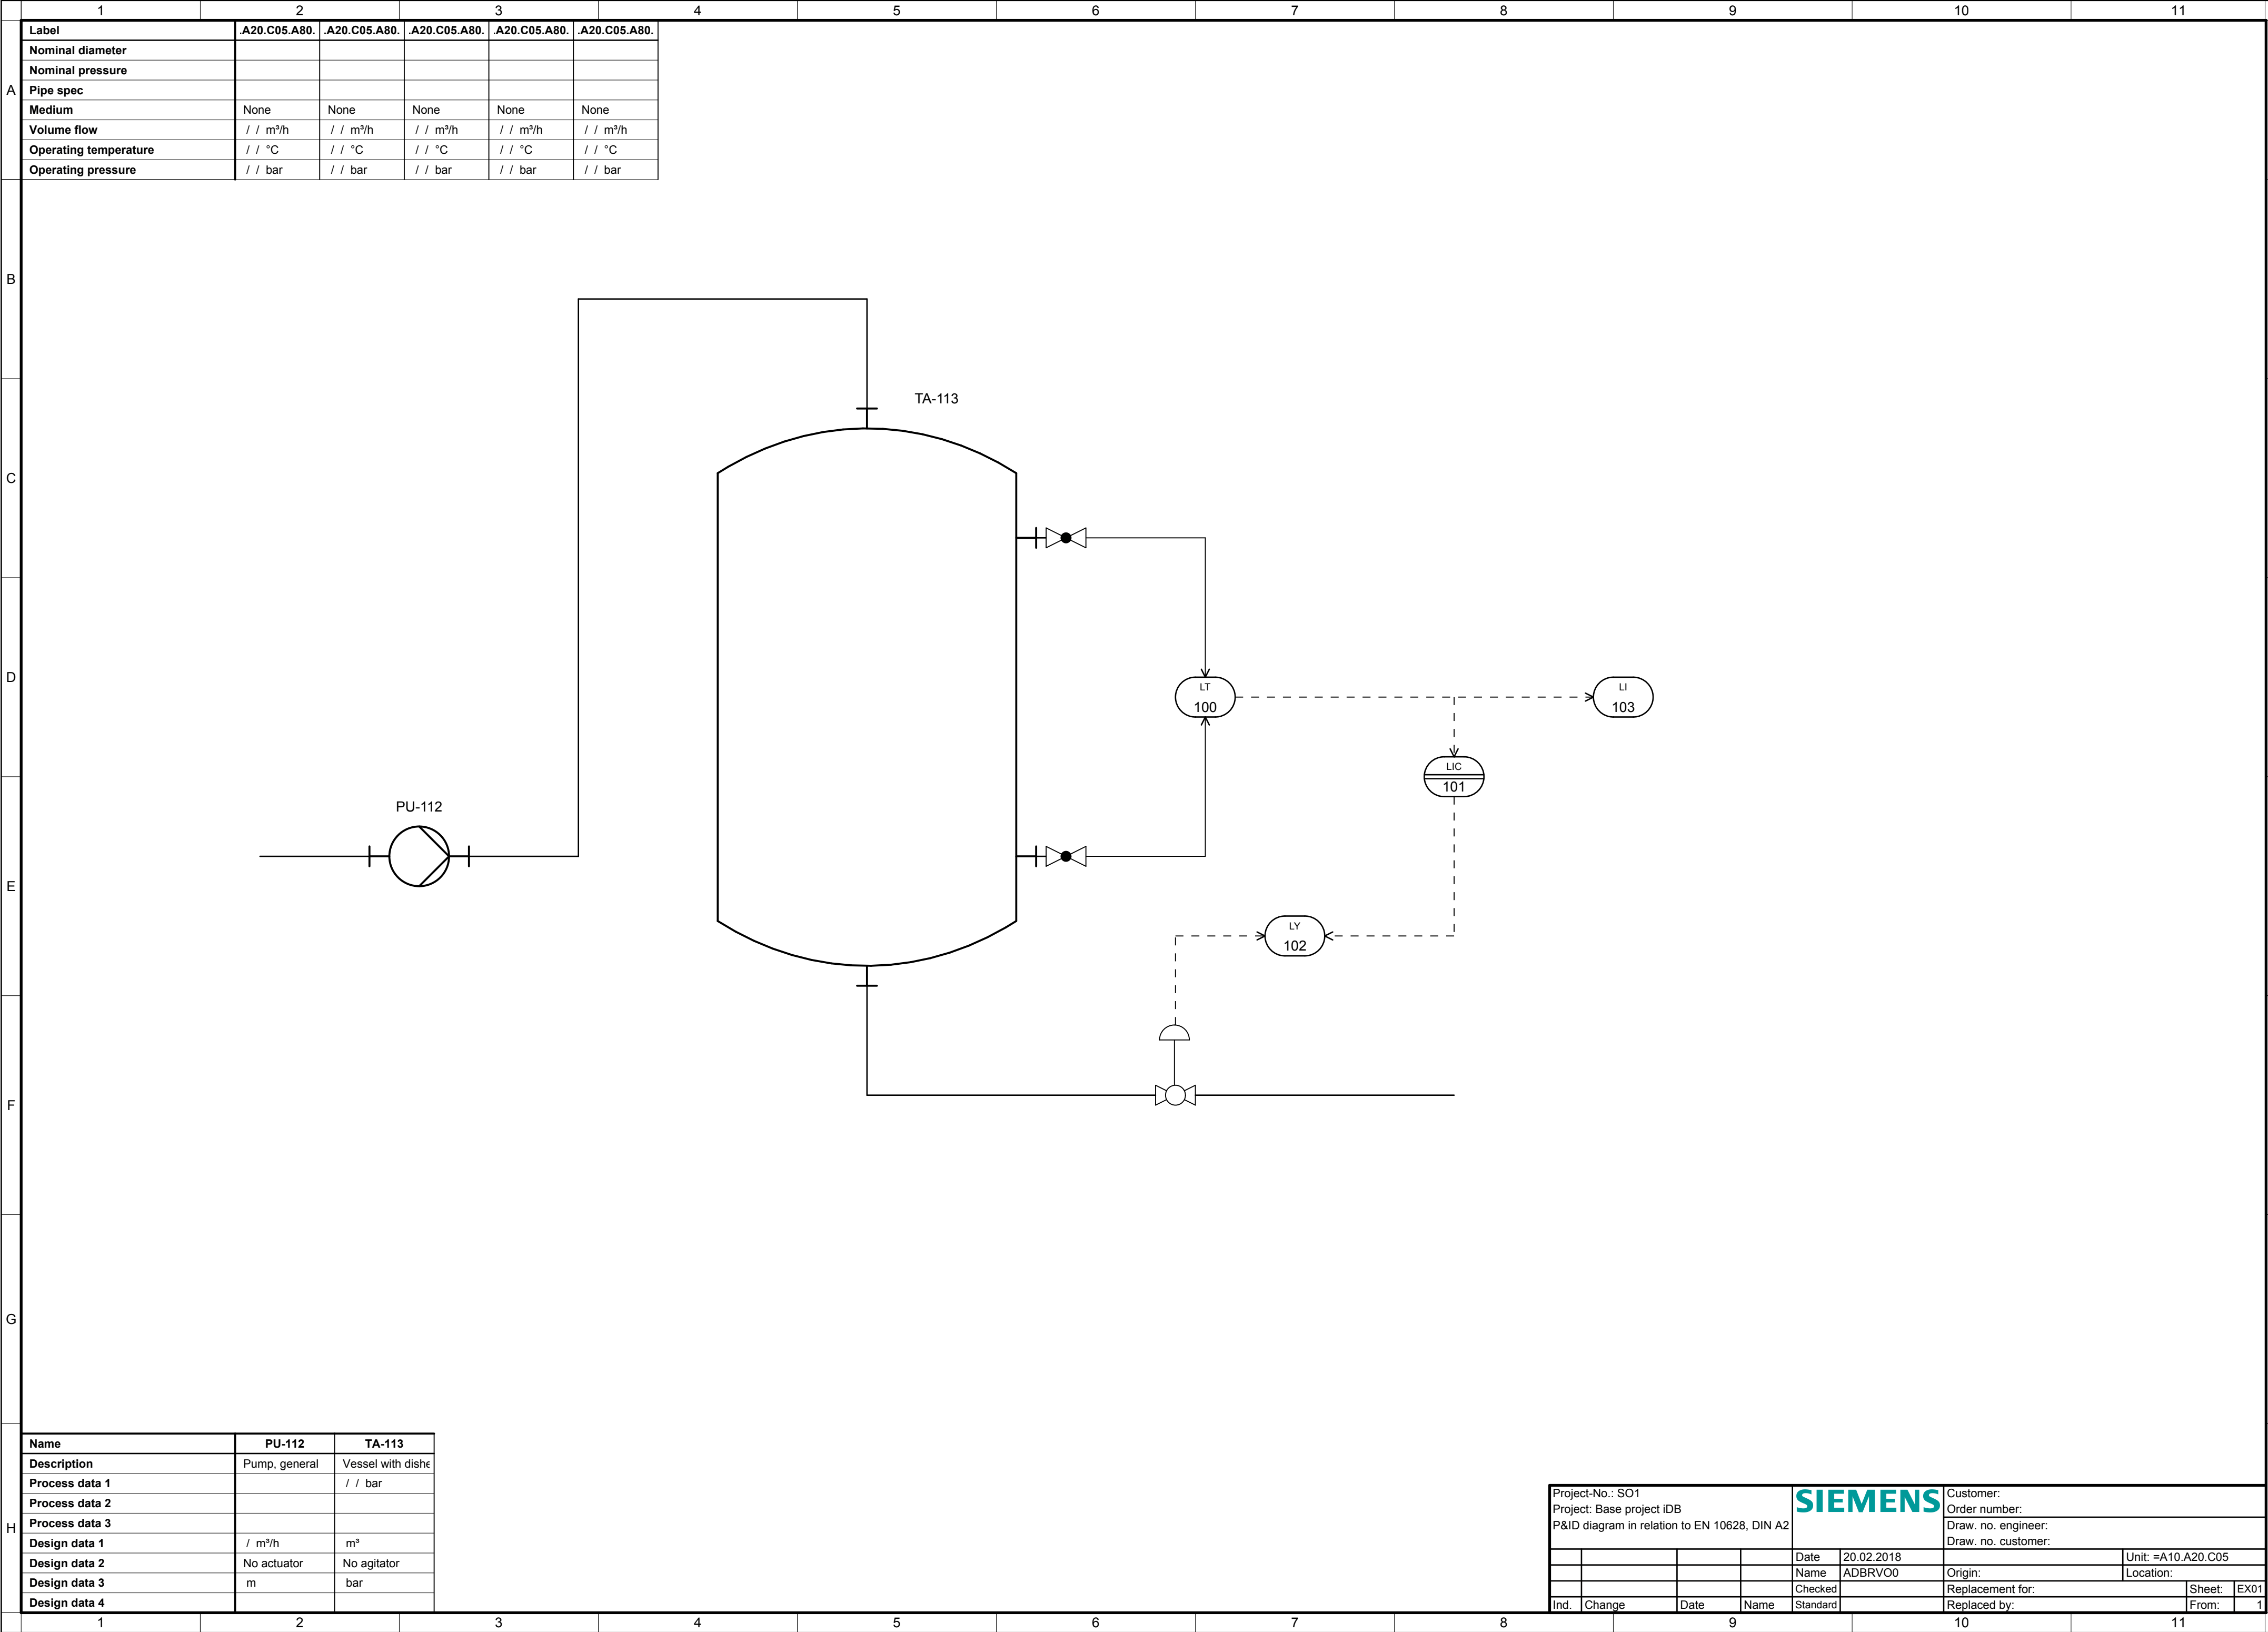 1 2 3 4 5 6 7 8 9 10 11
A
B
C
D
E
F
G
H
Label .A20.C05.A80. .A20.C05.A80. .A20.C05.A80. .A20.C05.A80. .A20.C05.A80.
Nominal diameter
Nominal pressure
Pipe spec
Medium None None None None None
Volume flow / / m³/h / / m³/h / / m³/h / / m³/h / / m³/h
Operating temperature / / °C / / °C / / °C / / °C / / °C
Operating pressure / / bar / / bar / / bar / / bar / / bar
TA-113
LT
100
LI
103
LIC
101
PU-112
LY
102
Name PU-112 TA-113
Description Pump, general Vessel with dishe
Process data 1 / / bar
Process data 2
Process data 3
Design data 1 / m³/h m³
Design data 2 No actuator No agitator
Design data 3 m bar
Design data 4
Project-No.: SO1
Project: Base project iDB
P&ID diagram in relation to EN 10628, DIN A2
SIEMENS
Customer:
Order number:
Draw. no. engineer:
Draw. no. customer:
Date 20.02.2018 Unit: =A10.A20.C05
Name ADBRVO0 Origin: Location:
Checked Replacement for: Sheet: EX01
Ind. Change Date Name Standard Replaced by: From: 1
1 2 3 4 5 6 7 8 9 10 11